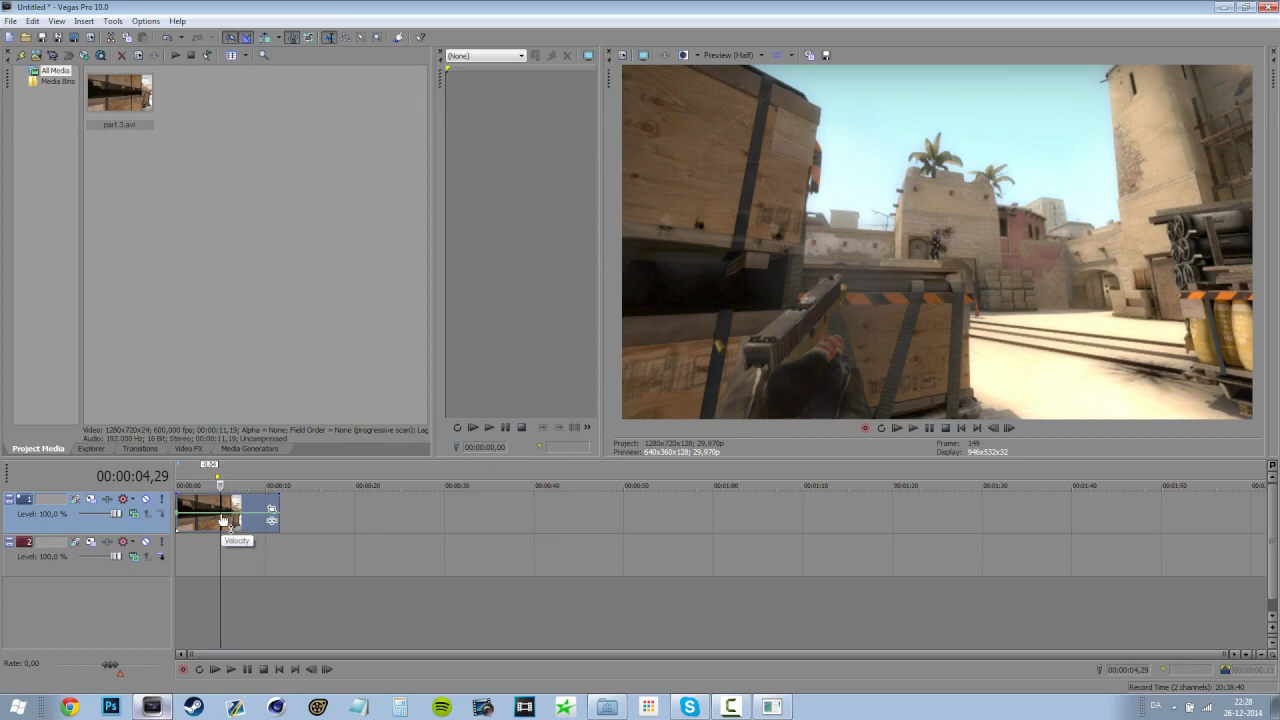 Untitled * - Vegas Pro 10.0
File Edit View Insert Tools Options Help
(None)
Preview (Half)
All Media
Media Bins
part 3.avi
Video: 1280x720x24; 600,000 fps; 00:00:11,19; Alpha = None; Field Order = None (progressive scan); Lag
Audio: 192.000 Hz; 16 Bit; Stereo; 00:00:11,19; Uncompressed
Project Media Explorer Transitions Video FX Media Generators
00:00:00,00
Project: 1280x720x128; 29,970p
Preview: 640x360x128; 29,970p
Frame: 149
Display: 946x532x32
00:00:04,29
00:00:00 00:00:10 00:00:20 00:00:30 00:00:40 00:00:50 00:01:00 00:01:10 00:01:20 00:01:30 00:01:40 00:01:50
1
Level: 100,0 %
Velocity
2
Level: 100,0 %
Rate: 0,00
00:00:04,29
Record Time (2 channels): 20:38:40
DA
22:28
26-12-2014